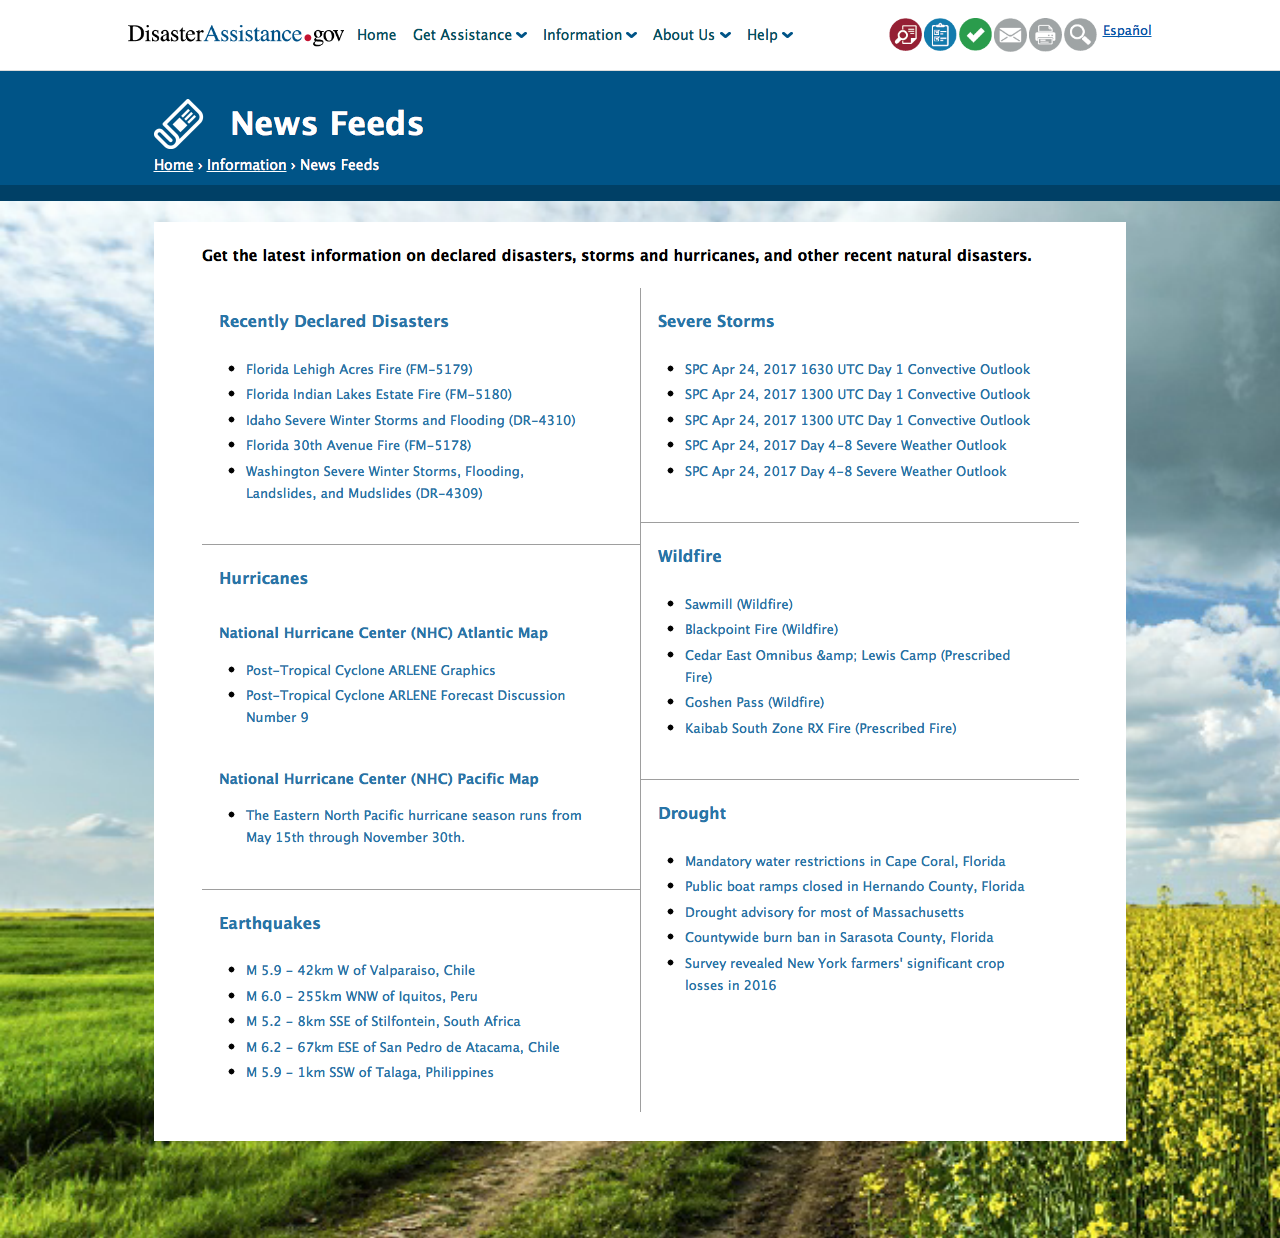 DisasterAssistance.gov Home Get Assistance Information About Us Help Español
News Feeds
Home › Information › News Feeds
Get the latest information on declared disasters, storms and hurricanes, and other recent natural disasters.
Recently Declared Disasters
Florida Lehigh Acres Fire (FM-5179)
Florida Indian Lakes Estate Fire (FM-5180)
Idaho Severe Winter Storms and Flooding (DR-4310)
Florida 30th Avenue Fire (FM-5178)
Washington Severe Winter Storms, Flooding,
Landslides, and Mudslides (DR-4309)
Hurricanes
National Hurricane Center (NHC) Atlantic Map
Post-Tropical Cyclone ARLENE Graphics
Post-Tropical Cyclone ARLENE Forecast Discussion
Number 9
National Hurricane Center (NHC) Pacific Map
The Eastern North Pacific hurricane season runs from
May 15th through November 30th.
Earthquakes
M 5.9 - 42km W of Valparaiso, Chile
M 6.0 - 255km WNW of Iquitos, Peru
M 5.2 - 8km SSE of Stilfontein, South Africa
M 6.2 - 67km ESE of San Pedro de Atacama, Chile
M 5.9 - 1km SSW of Talaga, Philippines
Severe Storms
SPC Apr 24, 2017 1630 UTC Day 1 Convective Outlook
SPC Apr 24, 2017 1300 UTC Day 1 Convective Outlook
SPC Apr 24, 2017 1300 UTC Day 1 Convective Outlook
SPC Apr 24, 2017 Day 4-8 Severe Weather Outlook
SPC Apr 24, 2017 Day 4-8 Severe Weather Outlook
Wildfire
Sawmill (Wildfire)
Blackpoint Fire (Wildfire)
Cedar East Omnibus &amp; Lewis Camp (Prescribed
Fire)
Goshen Pass (Wildfire)
Kaibab South Zone RX Fire (Prescribed Fire)
Drought
Mandatory water restrictions in Cape Coral, Florida
Public boat ramps closed in Hernando County, Florida
Drought advisory for most of Massachusetts
Countywide burn ban in Sarasota County, Florida
Survey revealed New York farmers' significant crop
losses in 2016